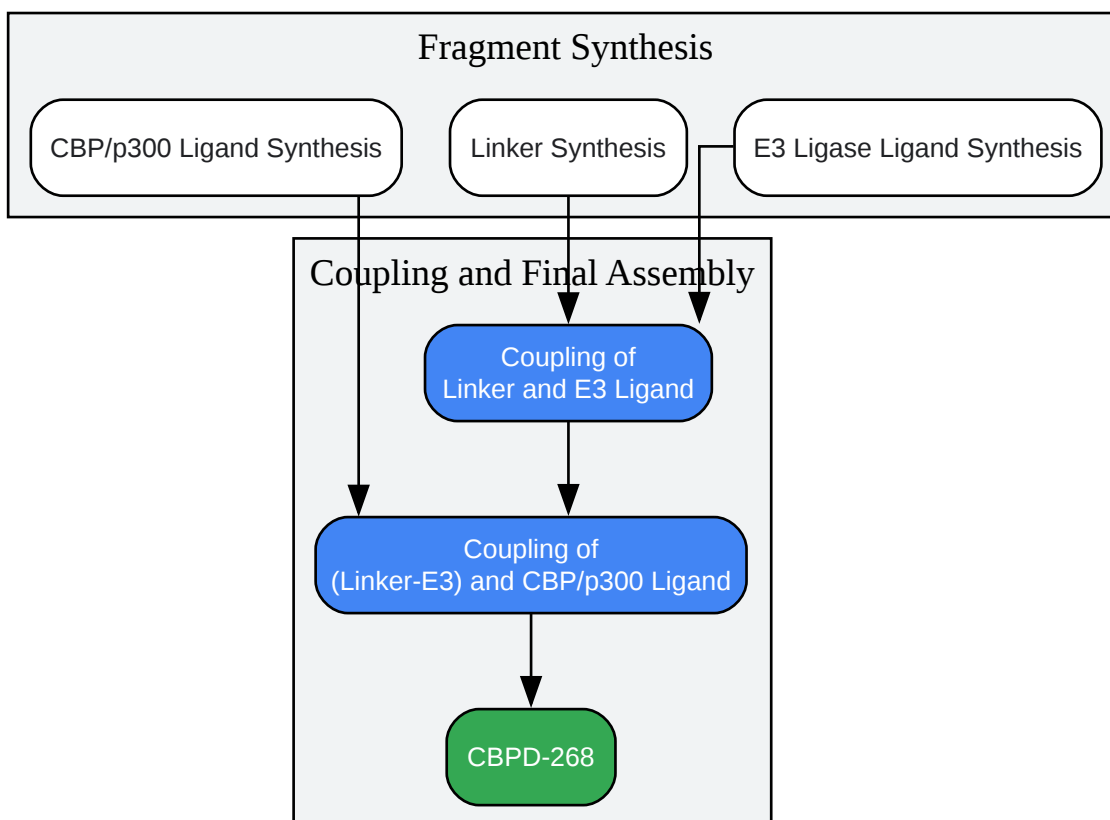 Fragment Synthesis
CBP/p300 Ligand Synthesis
Linker Synthesis
E3 Ligase Ligand Synthesis
Coupling and Final Assembly
Coupling of
Linker and E3 Ligand
Coupling of
(Linker-E3) and CBP/p300 Ligand
CBPD-268